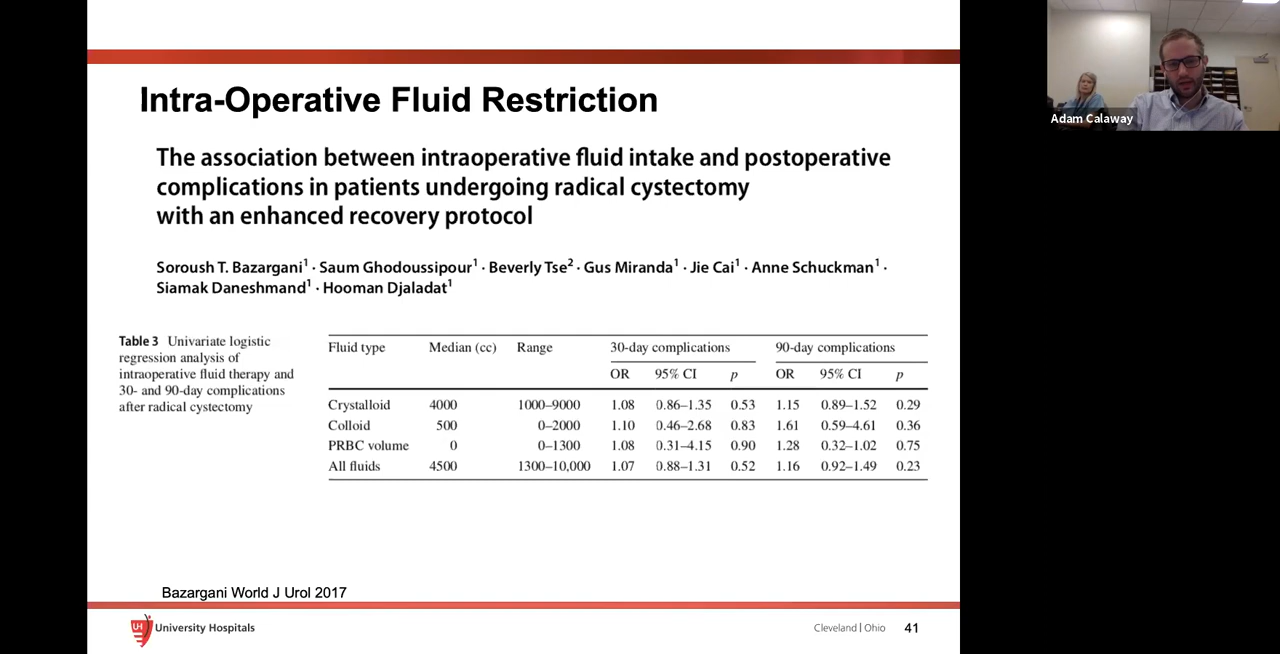 Intra-Operative Fluid Restriction
The association between intraoperative fluid intake and postoperative
complications in patients undergoing radical cystectomy
with an enhanced recovery protocol
Soroush T. Bazargani¹ · Saum Ghodoussipour¹ · Beverly Tse² · Gus Miranda¹ · Jie Cai¹ · Anne Schuckman¹ ·
Siamak Daneshmand¹ · Hooman Djaladat¹
Table 3 Univariate logistic
regression analysis of
intraoperative fluid therapy and
30- and 90-day complications
after radical cystectomy
Fluid type Median (cc) Range 30-day complications 90-day complications
OR 95% CI p OR 95% CI p
Crystalloid 4000 1000–9000 1.08 0.86–1.35 0.53 1.15 0.89–1.52 0.29
Colloid 500 0–2000 1.10 0.46–2.68 0.83 1.61 0.59–4.61 0.36
PRBC volume 0 0–1300 1.08 0.31–4.15 0.90 1.28 0.32–1.02 0.75
All fluids 4500 1300–10,000 1.07 0.88–1.31 0.52 1.16 0.92–1.49 0.23
Bazargani World J Urol 2017
UH University Hospitals
Cleveland | Ohio 41
Adam Calaway